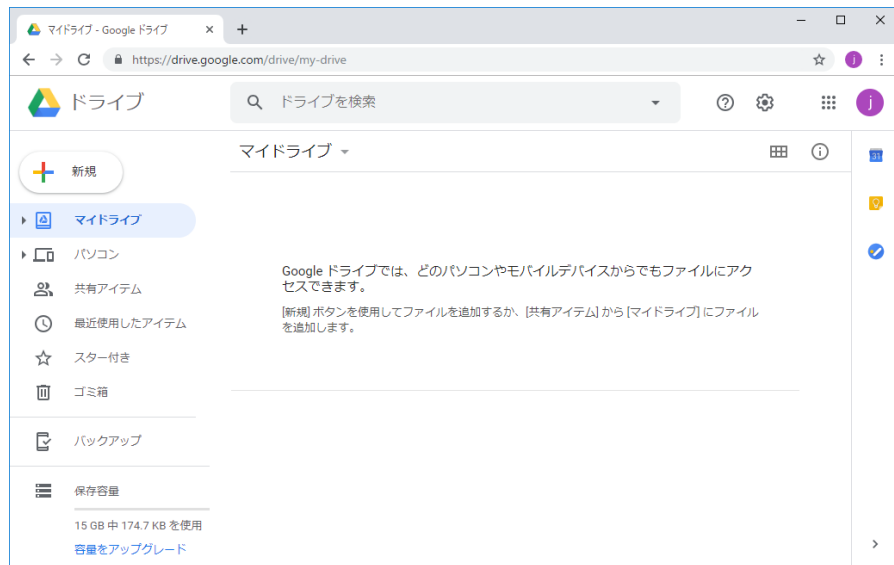 マイドライブ - Google ドライブ
https://drive.google.com/drive/my-drive
j
ドライブ
ドライブを検索
j
新規
マイドライブ
31
マイドライブ
パソコン
共有アイテム
最近使用したアイテム
スター付き
ゴミ箱
バックアップ
保存容量
15 GB 中 174.7 KB を使用
容量をアップグレード
Google ドライブでは、どのパソコンやモバイルデバイスからでもファイルにアク
セスできます。
[新規] ボタンを使用してファイルを追加するか、[共有アイテム] から [マイドライブ] にファイル
を追加します。